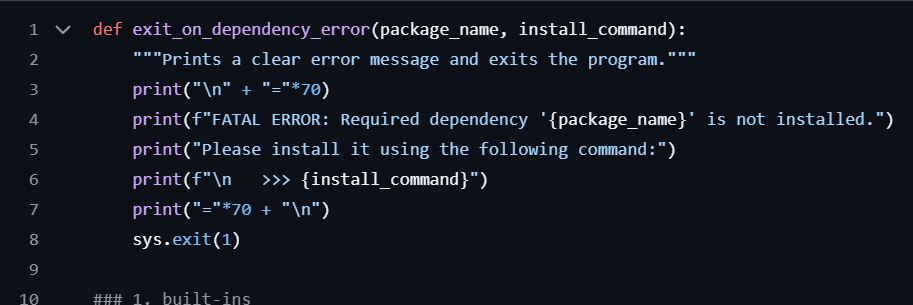 1 def exit_on_dependency_error(package_name, install_command):
2     """Prints a clear error message and exits the program."""
3     print("\n" + "="*70)
4     print(f"FATAL ERROR: Required dependency '{package_name}' is not installed.")
5     print("Please install it using the following command:")
6     print(f"\n   >>> {install_command}")
7     print("="*70 + "\n")
8     sys.exit(1)
9
10 ### 1. built-ins